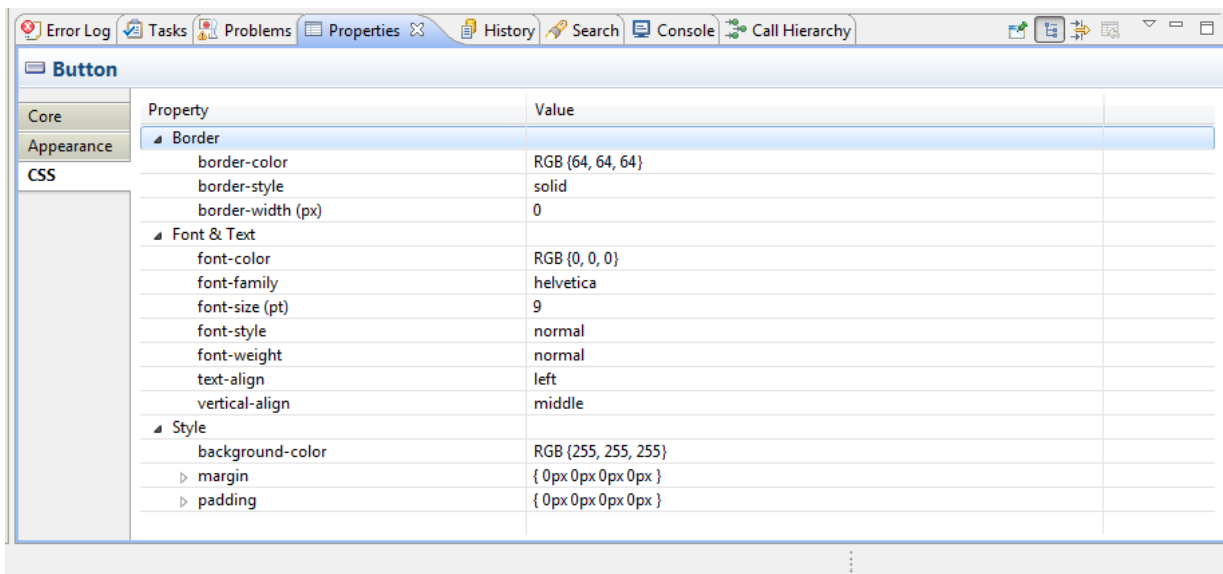 Error Log Tasks Problems Properties History Search Console Call Hierarchy
Button
Core
Appearance
CSS
Property Value
Border
border-color RGB {64, 64, 64}
border-style solid
border-width (px) 0
Font & Text
font-color RGB {0, 0, 0}
font-family helvetica
font-size (pt) 9
font-style normal
font-weight normal
text-align left
vertical-align middle
Style
background-color RGB {255, 255, 255}
margin { 0px 0px 0px 0px }
padding { 0px 0px 0px 0px }